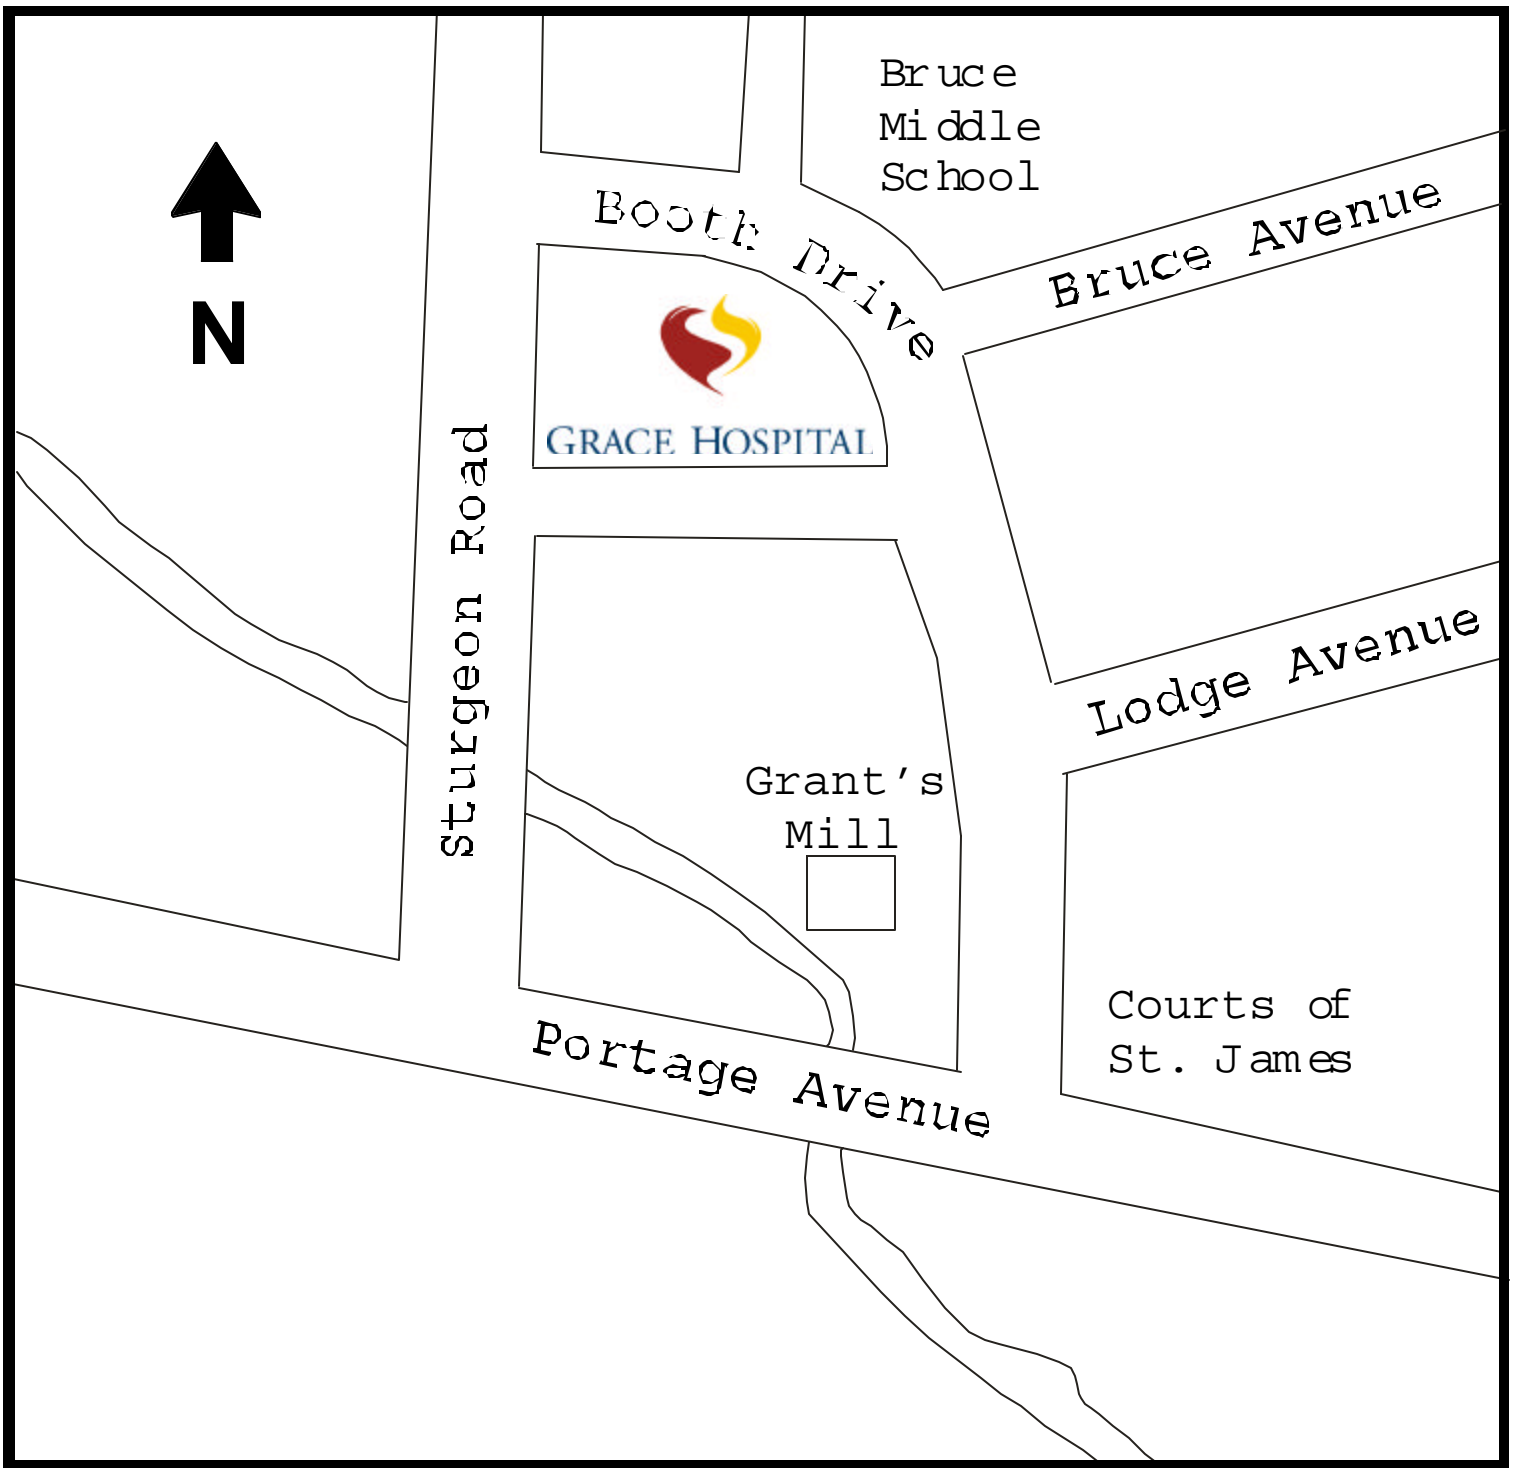 Bruce
Middle
School
Booth Drive
Bruce Avenue
N
GRACE HOSPITAL
Sturgeon Road
Lodge Avenue
Grant's
Mill
Courts of
St. James
Portage Avenue